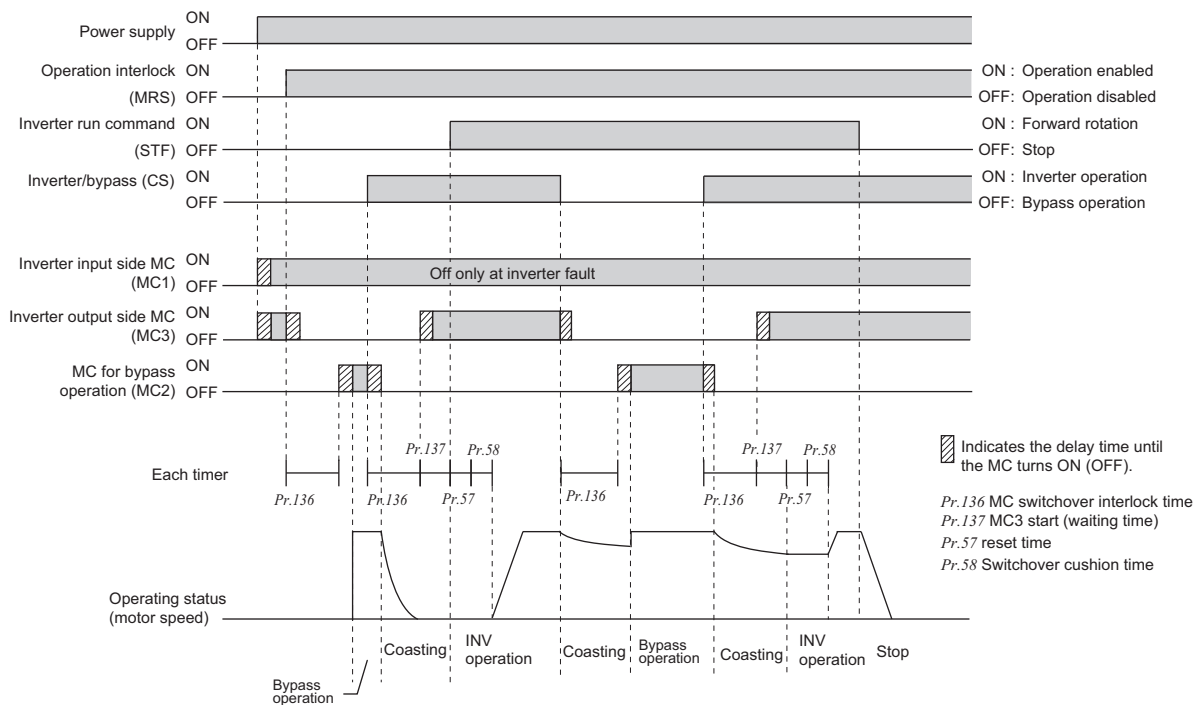 Power supply
ON
OFF
Operation interlock
(MRS)
ON
OFF
ON : Operation enabled
OFF: Operation disabled
Inverter run command
(STF)
ON
OFF
ON : Forward rotation
OFF: Stop
Inverter/bypass (CS)
ON
OFF
ON : Inverter operation
OFF: Bypass operation
Inverter input side MC
(MC1)
ON
OFF
Off only at inverter fault
Inverter output side MC
(MC3)
ON
OFF
MC for bypass
operation (MC2)
ON
OFF
Each timer
Pr.137
Pr.58
Pr.137
Pr.58
Pr.136
Pr.136
Pr.57
Pr.136
Pr.136
Pr.57
Indicates the delay time until
the MC turns ON (OFF).
Pr.136 MC switchover interlock time
Pr.137 MC3 start (waiting time)
Pr.57 reset time
Pr.58 Switchover cushion time
Operating status
(motor speed)
Bypass
operation
Coasting
INV
operation
Coasting
Bypass
operation
Coasting
INV
operation
Stop